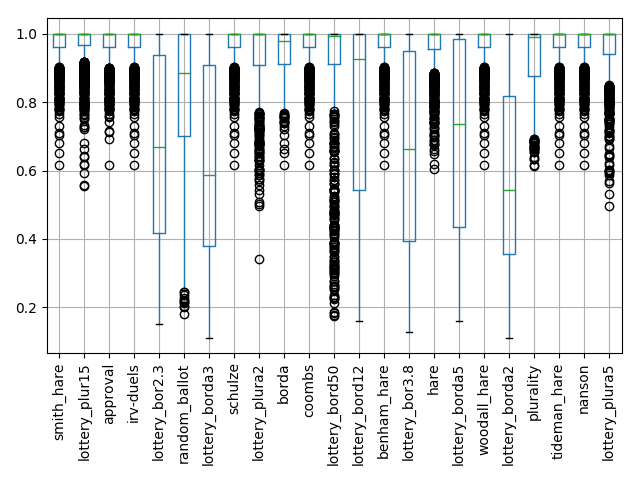 1.0
0.8
0.6
0.4
0.2
smith_hare
lottery_plur15
approval
irv-duels
lottery_bor2.3
random_ballot
lottery_borda3
schulze
lottery_plura2
borda
coombs
lottery_bord50
lottery_bord12
benham_hare
lottery_bor3.8
hare
lottery_borda5
woodall_hare
lottery_borda2
plurality
tideman_hare
nanson
lottery_plura5